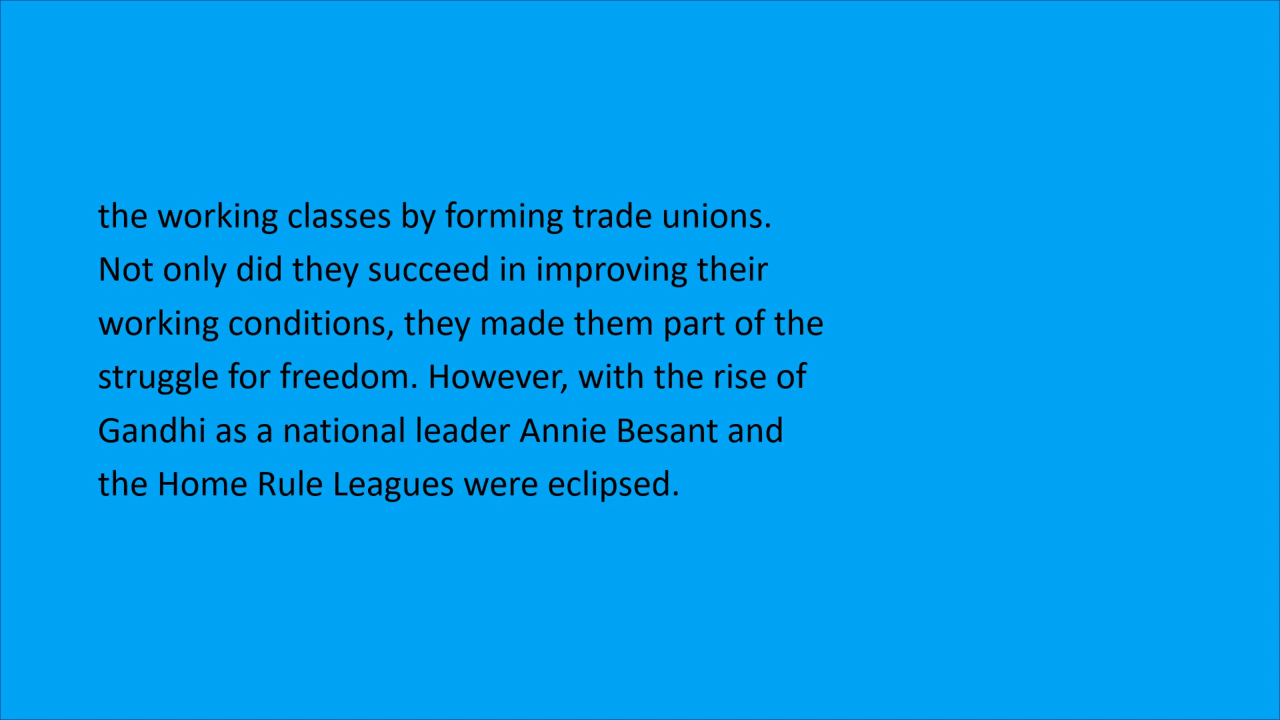 the working classes by forming trade unions.
Not only did they succeed in improving their
working conditions, they made them part of the
struggle for freedom. However, with the rise of
Gandhi as a national leader Annie Besant and
the Home Rule Leagues were eclipsed.